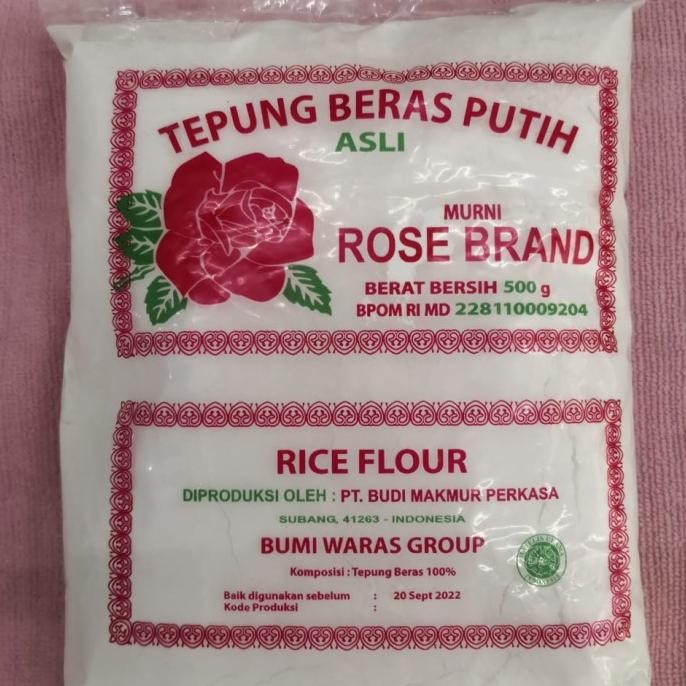 TEPUNG BERAS PUTIH
ASLI
MURNI
ROSE BRAND
BERAT BERSIH 500 g
BPOM RI MD 228110009204
RICE FLOUR
DIPRODUKSI OLEH : PT. BUDI MAKMUR PERKASA
SUBANG, 41263 - INDONESIA
BUMI WARAS GROUP
Komposisi : Tepung Beras 100%
Baik digunakan sebelum : 20 Sept 2022
Kode Produksi :